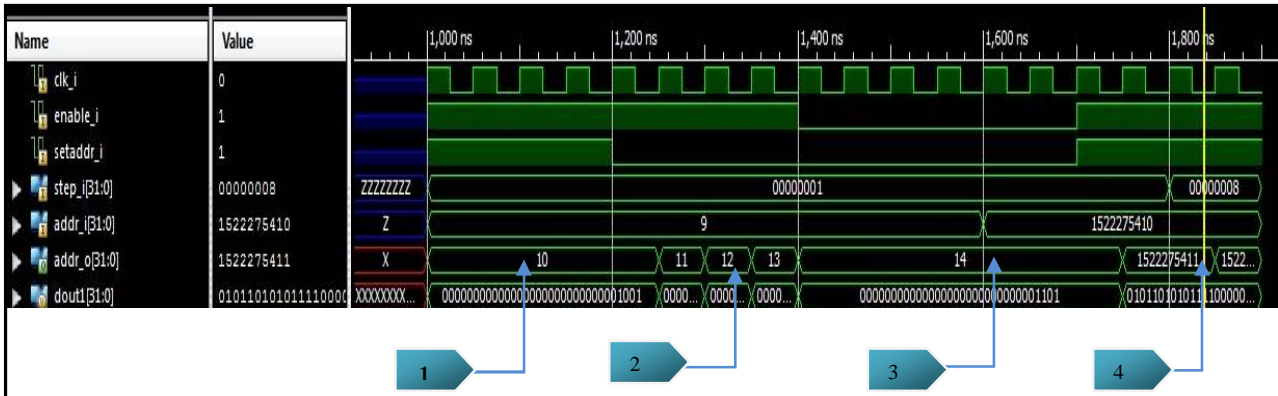 Name Value 1,000 ns 1,200 ns 1,400 ns 1,600 ns 1,800 ns
clk_i 0
enable_i 1
setaddr_i 1
step_i[31:0] 00000008 ZZZZZZZZ 00000001 00000008
addr_i[31:0] 1522275410 Z 9 1522275410
addr_o[31:0] 1522275411 X 10 11 12 13 14 1522275411 1522...
dout1[31:0] XXXXXXXX... 00000000000000000000000000001001 0000... 0000... 0000... 00000000000000000000000000001101
1 2 3 4